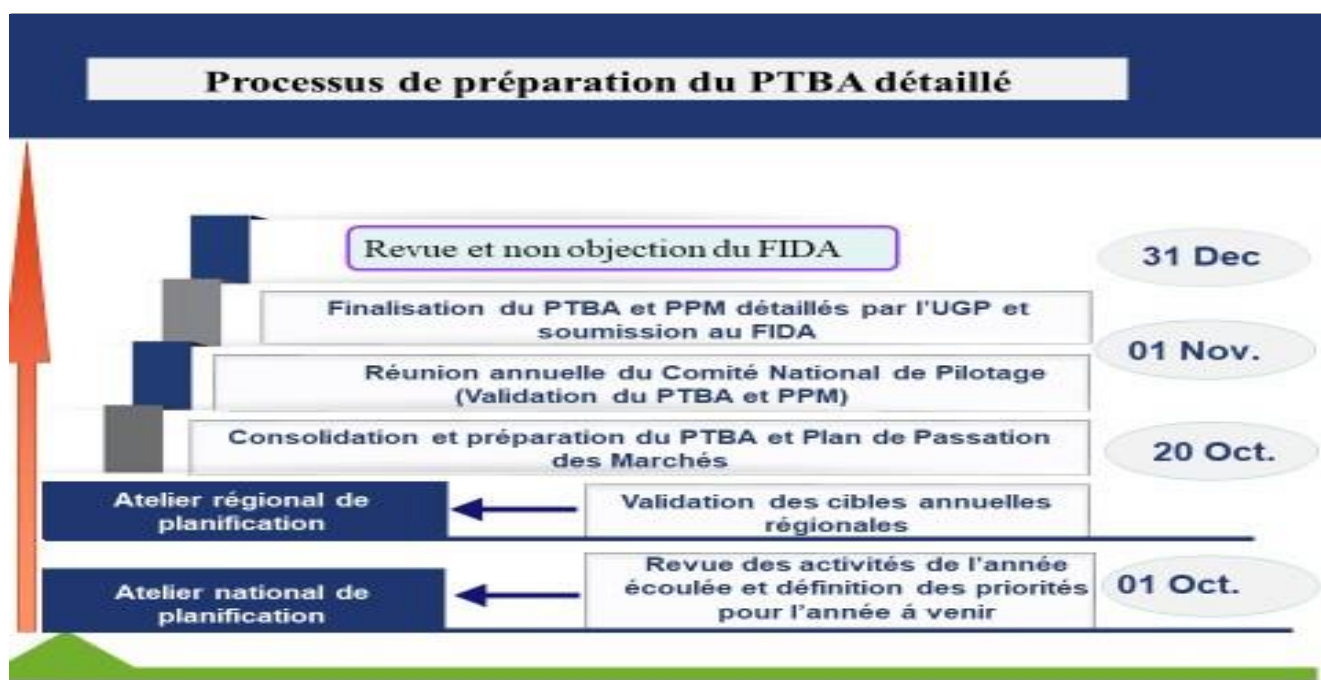 Processus de préparation du PTBA détaillé
Revue et non objection du FIDA
31 Dec
Finalisation du PTBA et PPM détaillés par l'UGP et
soumission au FIDA
01 Nov.
Réunion annuelle du Comité National de Pilotage
(Validation du PTBA et PPM)
Consolidation et préparation du PTBA et Plan de Passation
des Marchés
20 Oct.
Atelier régional de
planification
Validation des cibles annuelles
régionales
Atelier national de
planification
Revue des activités de l'année
écoulée et définition des priorités
pour l'année á venir
01 Oct.